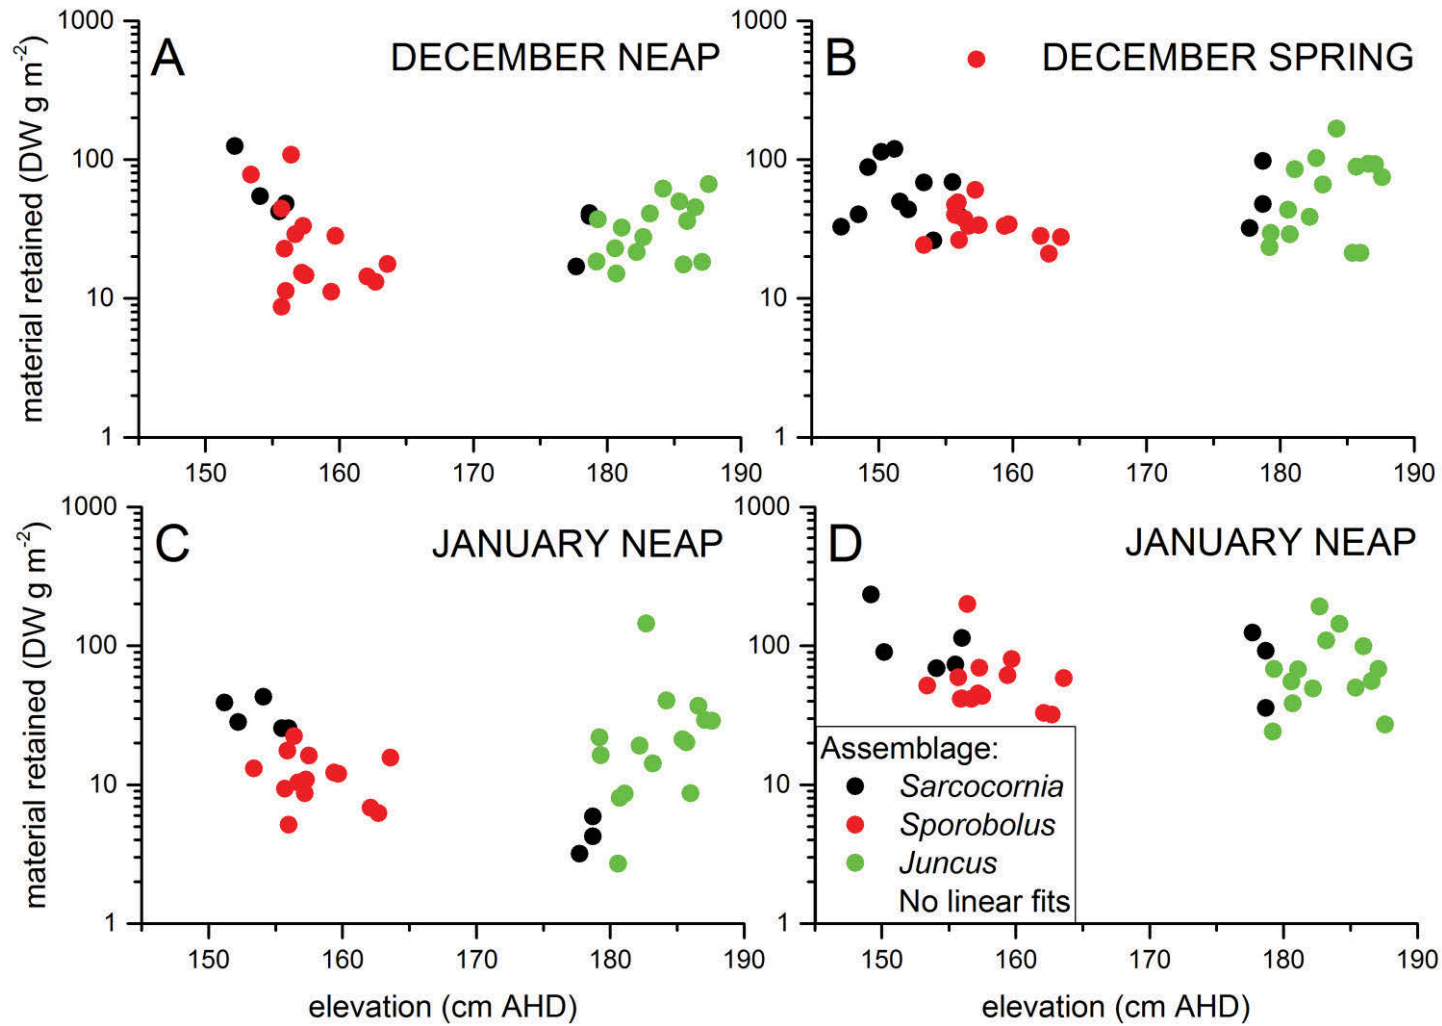 A
DECEMBER NEAP
1000
100
10
1
material retained (DW g m-2)
150
160
170
180
190
B
DECEMBER SPRING
1000
100
10
1
150
160
170
180
190
C
JANUARY NEAP
1000
100
10
1
material retained (DW g m-2)
150
160
170
180
190
elevation (cm AHD)
D
JANUARY NEAP
1000
100
10
1
Assemblage:
Sarcocornia
Sporobolus
Juncus
No linear fits
150
160
170
180
190
elevation (cm AHD)